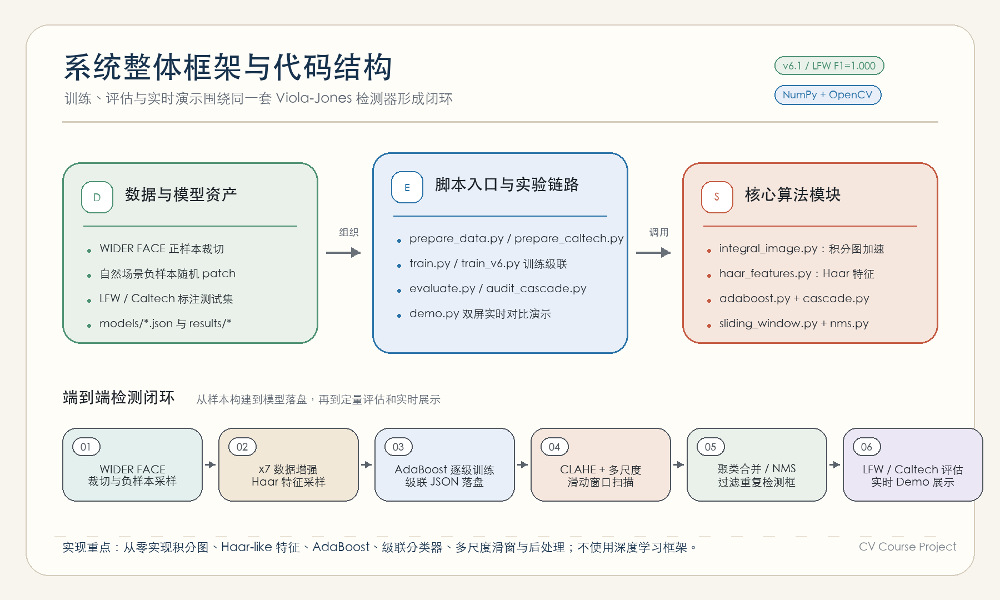 系统整体框架与代码结构
训练、评估与实时演示围绕同一套 Viola-Jones 检测器形成闭环
v6.1 / LFW F1=1.000
NumPy + OpenCV
D
数据与模型资产
WIDER FACE 正样本裁切
自然场景负样本随机 patch
LFW / Caltech 标注测试集
models/*.json 与 results/*
组织
E
脚本入口与实验链路
prepare_data.py / prepare_caltech.py
train.py / train_v6.py 训练级联
evaluate.py / audit_cascade.py
demo.py 双屏实时对比演示
调用
S
核心算法模块
integral_image.py：积分图加速
haar_features.py：Haar 特征
adaboost.py + cascade.py
sliding_window.py + nms.py
端到端检测闭环
从样本构建到模型落盘，再到定量评估和实时展示
01
WIDER FACE
裁切与负样本采样
02
x7 数据增强
Haar 特征采样
03
AdaBoost 逐级训练
级联 JSON 落盘
04
CLAHE + 多尺度
滑动窗口扫描
05
聚类合并 / NMS
过滤重复检测框
06
LFW / Caltech 评估
实时 Demo 展示
实现重点：从零实现积分图、Haar-like 特征、AdaBoost、级联分类器、多尺度滑窗与后处理；不使用深度学习框架。
CV Course Project